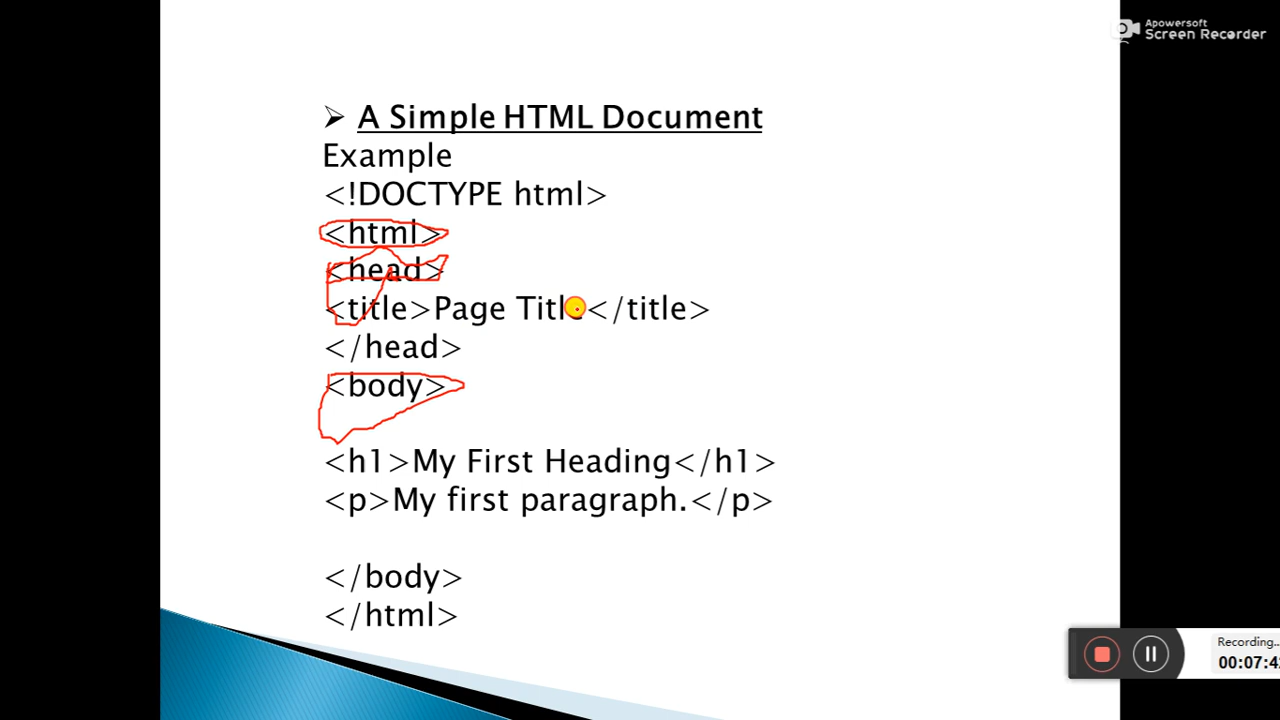 Apowersoft
Screen Recorder
A Simple HTML Document
Example
<!DOCTYPE html>
<html>
<head>
<title>Page Title</title>
</head>
<body>
<h1>My First Heading</h1>
<p>My first paragraph.</p>
</body>
</html>
Recording..
00:07:42